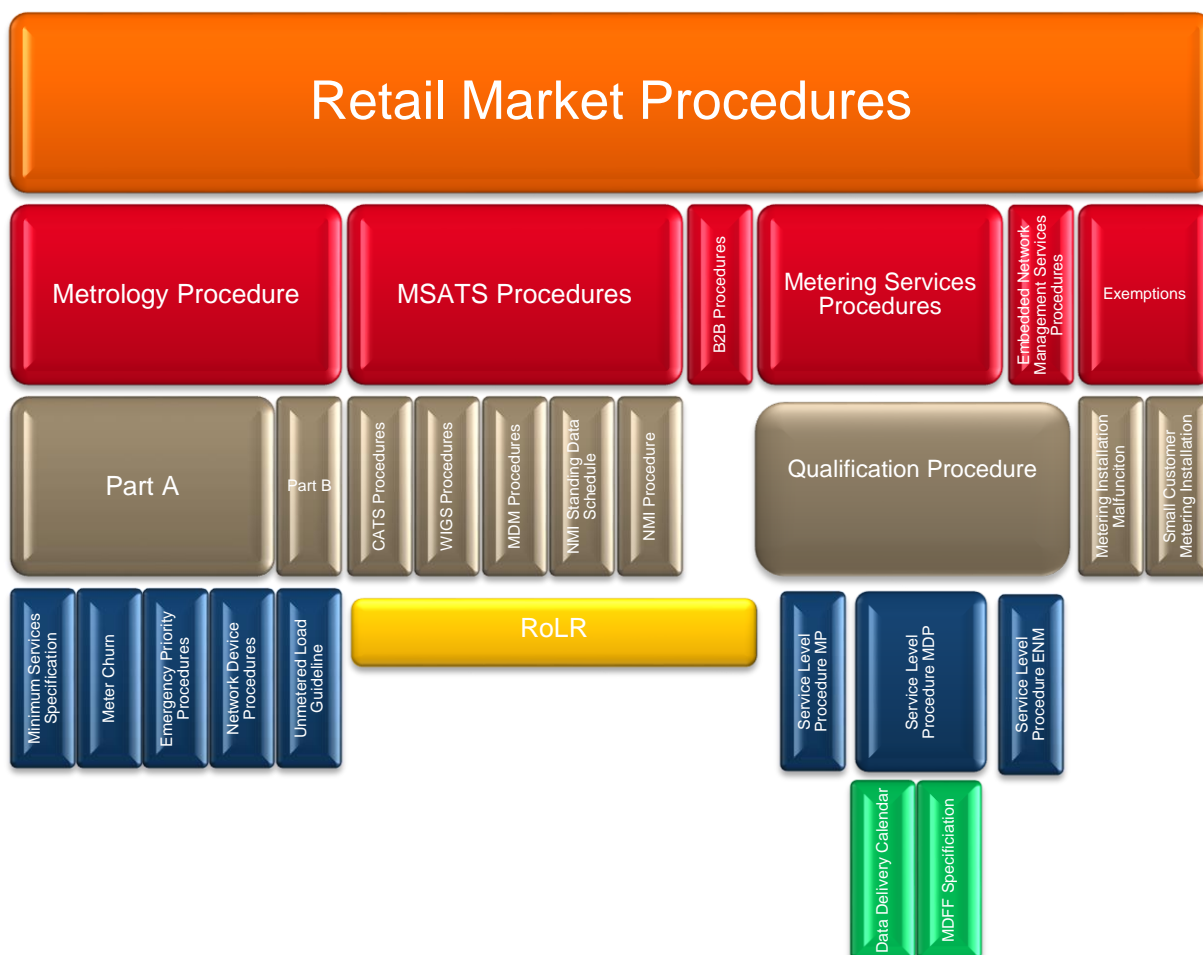 Retail Market Procedures
Metrology Procedure
MSATS Procedures
B2B Procedures
Metering Services
Procedures
Embedded Network
Management Services
Procedures
Exemptions
Part A
Part B
CATS Procedures
WIGS Procedures
MDM Procedures
NMI Standing Data
Schedule
NMI Procedure
Qualification Procedure
Metering Installation
Malfunciton
Small Customer
Metering Installation
Minimum Services
Specification
Meter Churn
Emergency Priority
Procedures
Network Device
Procedures
Unmetered Load
Guideline
RoLR
Service Level
Procedure MP
Service Level
Procedure MDP
Service Level
Procedure ENM
Data Delivery Calendar
MDFF Specificiation